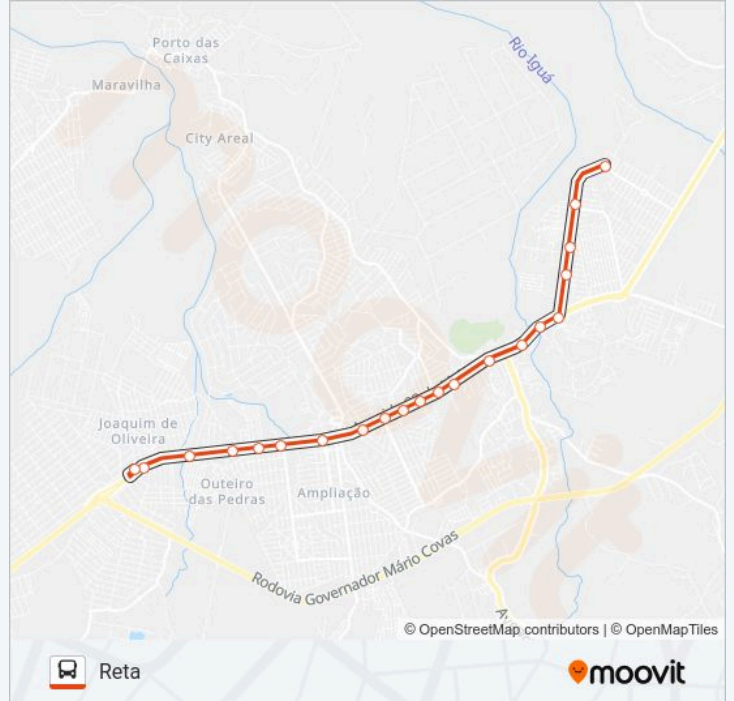 Porto das
Caixas
Maravilha
Rio Iguá
City Areal
Joaquim de
Oliveira
Outeiro
das Pedras
Ampliação
Rodovia Governador Mário Covas
© OpenStreetMap contributors | © OpenMapTiles
Reta
moovit